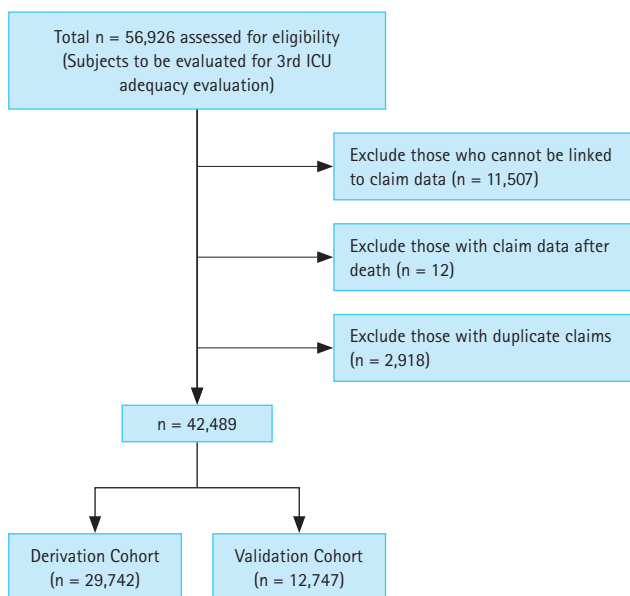 Total n = 56,926 assessed for eligibility
(Subjects to be evaluated for 3rd ICU
adequacy evaluation)
Exclude those who cannot be linked
to claim data (n = 11,507)
Exclude those with claim data after
death (n = 12)
Exclude those with duplicate claims
(n = 2,918)
n = 42,489
Derivation Cohort
(n = 29,742)
Validation Cohort
(n = 12,747)